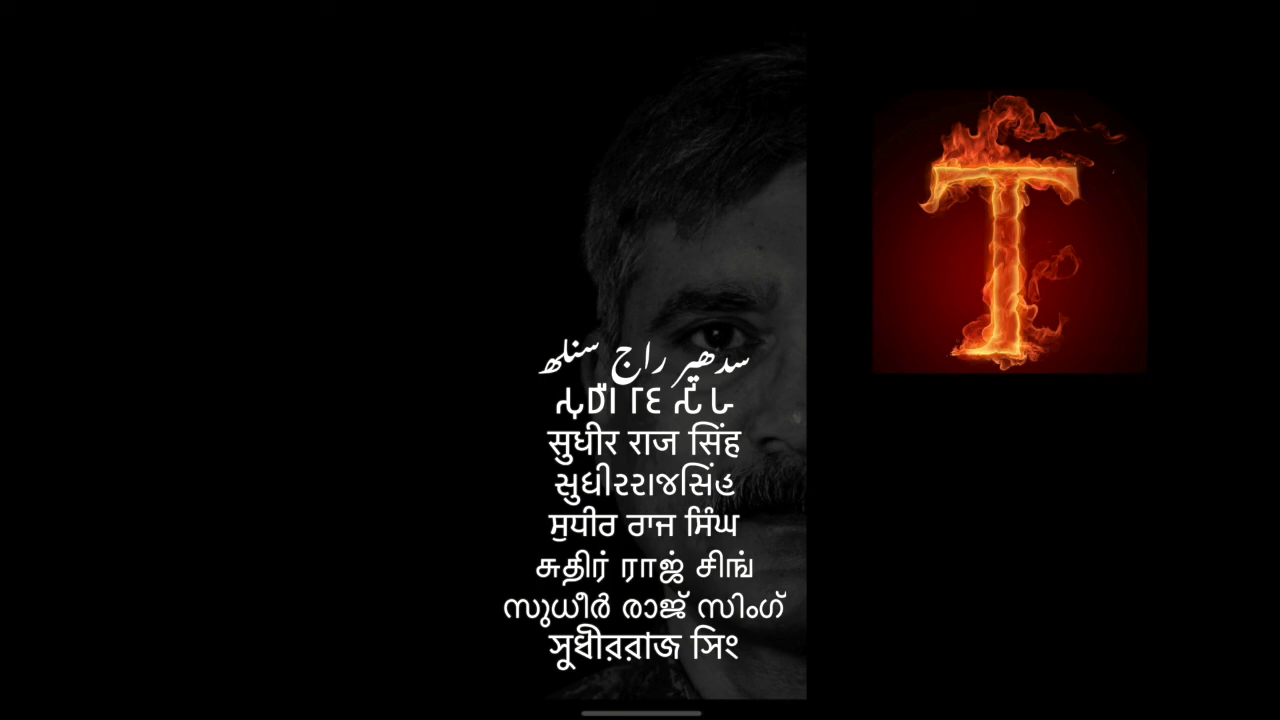 سدھیر راج سنلھ
सुधीर राज सिंह
સુધીરરાજસિંહ
ਸੁਧੀਰ ਰਾਜ ਸਿੰਘ
சுதிர் ராஜ் சிங்
സുധീർ രാജ് സിംഗ്
সুধীররাজ সিং
T